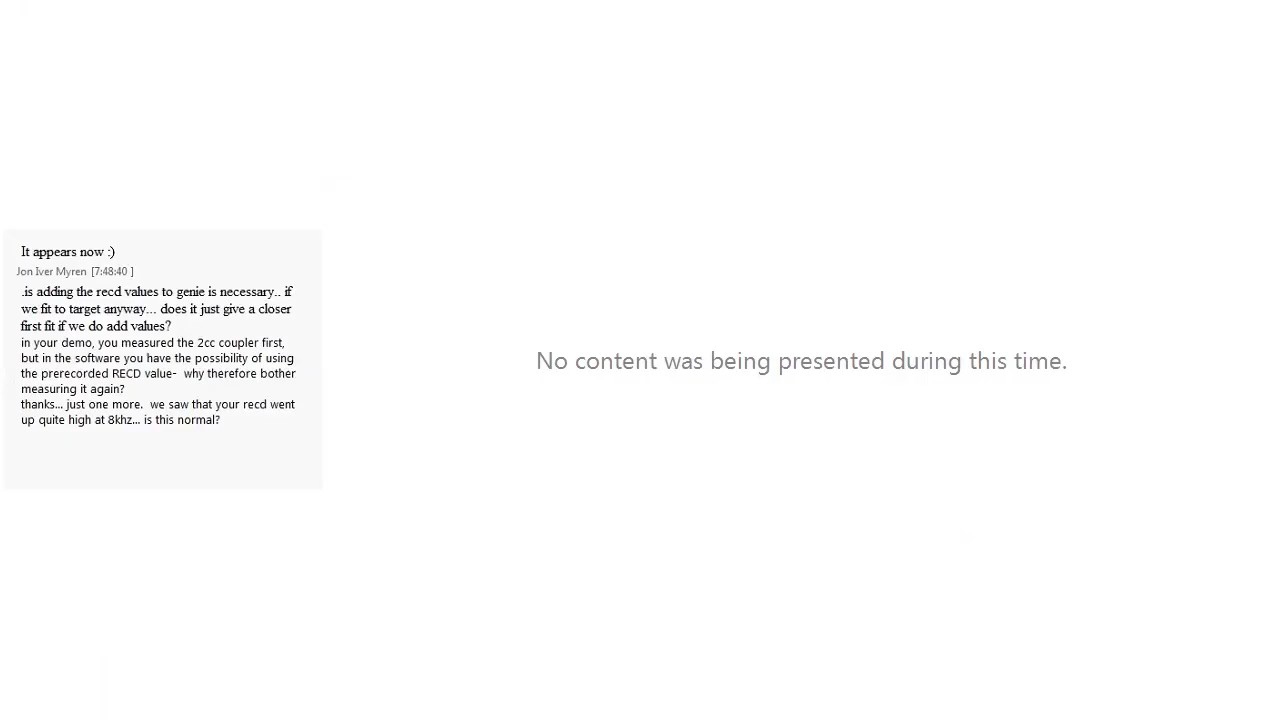 It appears now :)
Jon Iver Myren [7:48:40 ]
.is adding the recd values to genie is necessary.. if
we fit to target anyway... does it just give a closer
first fit if we do add values?
in your demo, you measured the 2cc coupler first,
but in the software you have the possibility of using
the prerecorded RECD value- why therefore bother
measuring it again?
thanks... just one more. we saw that your recd went
up quite high at 8khz... is this normal?
No content was being presented during this time.